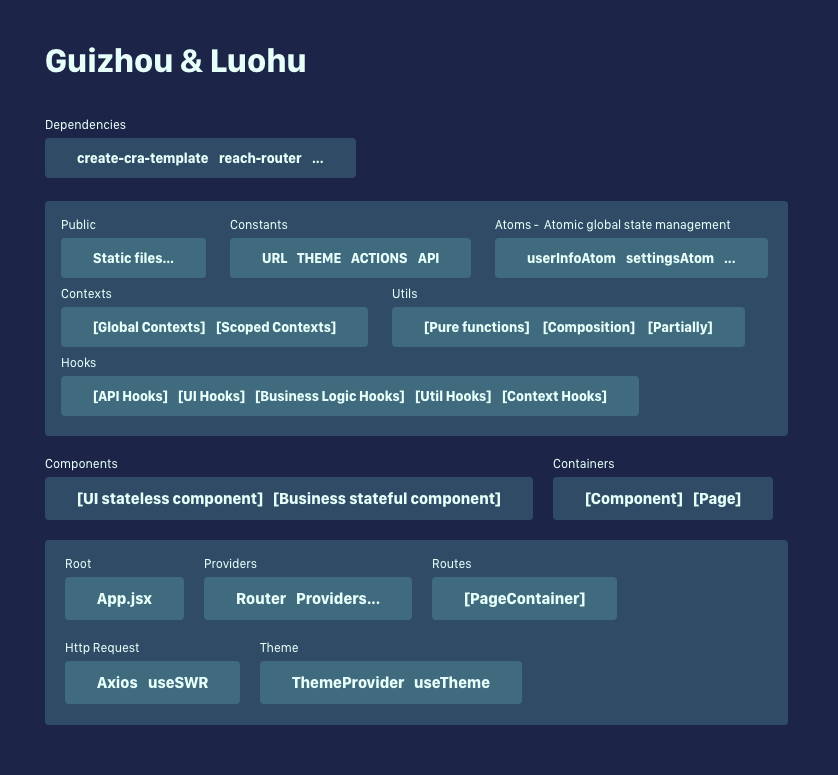 Guizhou & Luohu
Dependencies
create-cra-template reach-router ...
Public
Static files...
Constants
URL THEME ACTIONS API
Atoms - Atomic global state management
userInfoAtom settingsAtom ...
Contexts
[Global Contexts] [Scoped Contexts]
Utils
[Pure functions] [Composition] [Partially]
Hooks
[API Hooks] [UI Hooks] [Business Logic Hooks] [Util Hooks] [Context Hooks]
Components
[UI stateless component] [Business stateful component]
Containers
[Component] [Page]
Root
App.jsx
Providers
Router Providers...
Routes
[PageContainer]
Http Request
Axios useSWR
Theme
ThemeProvider useTheme